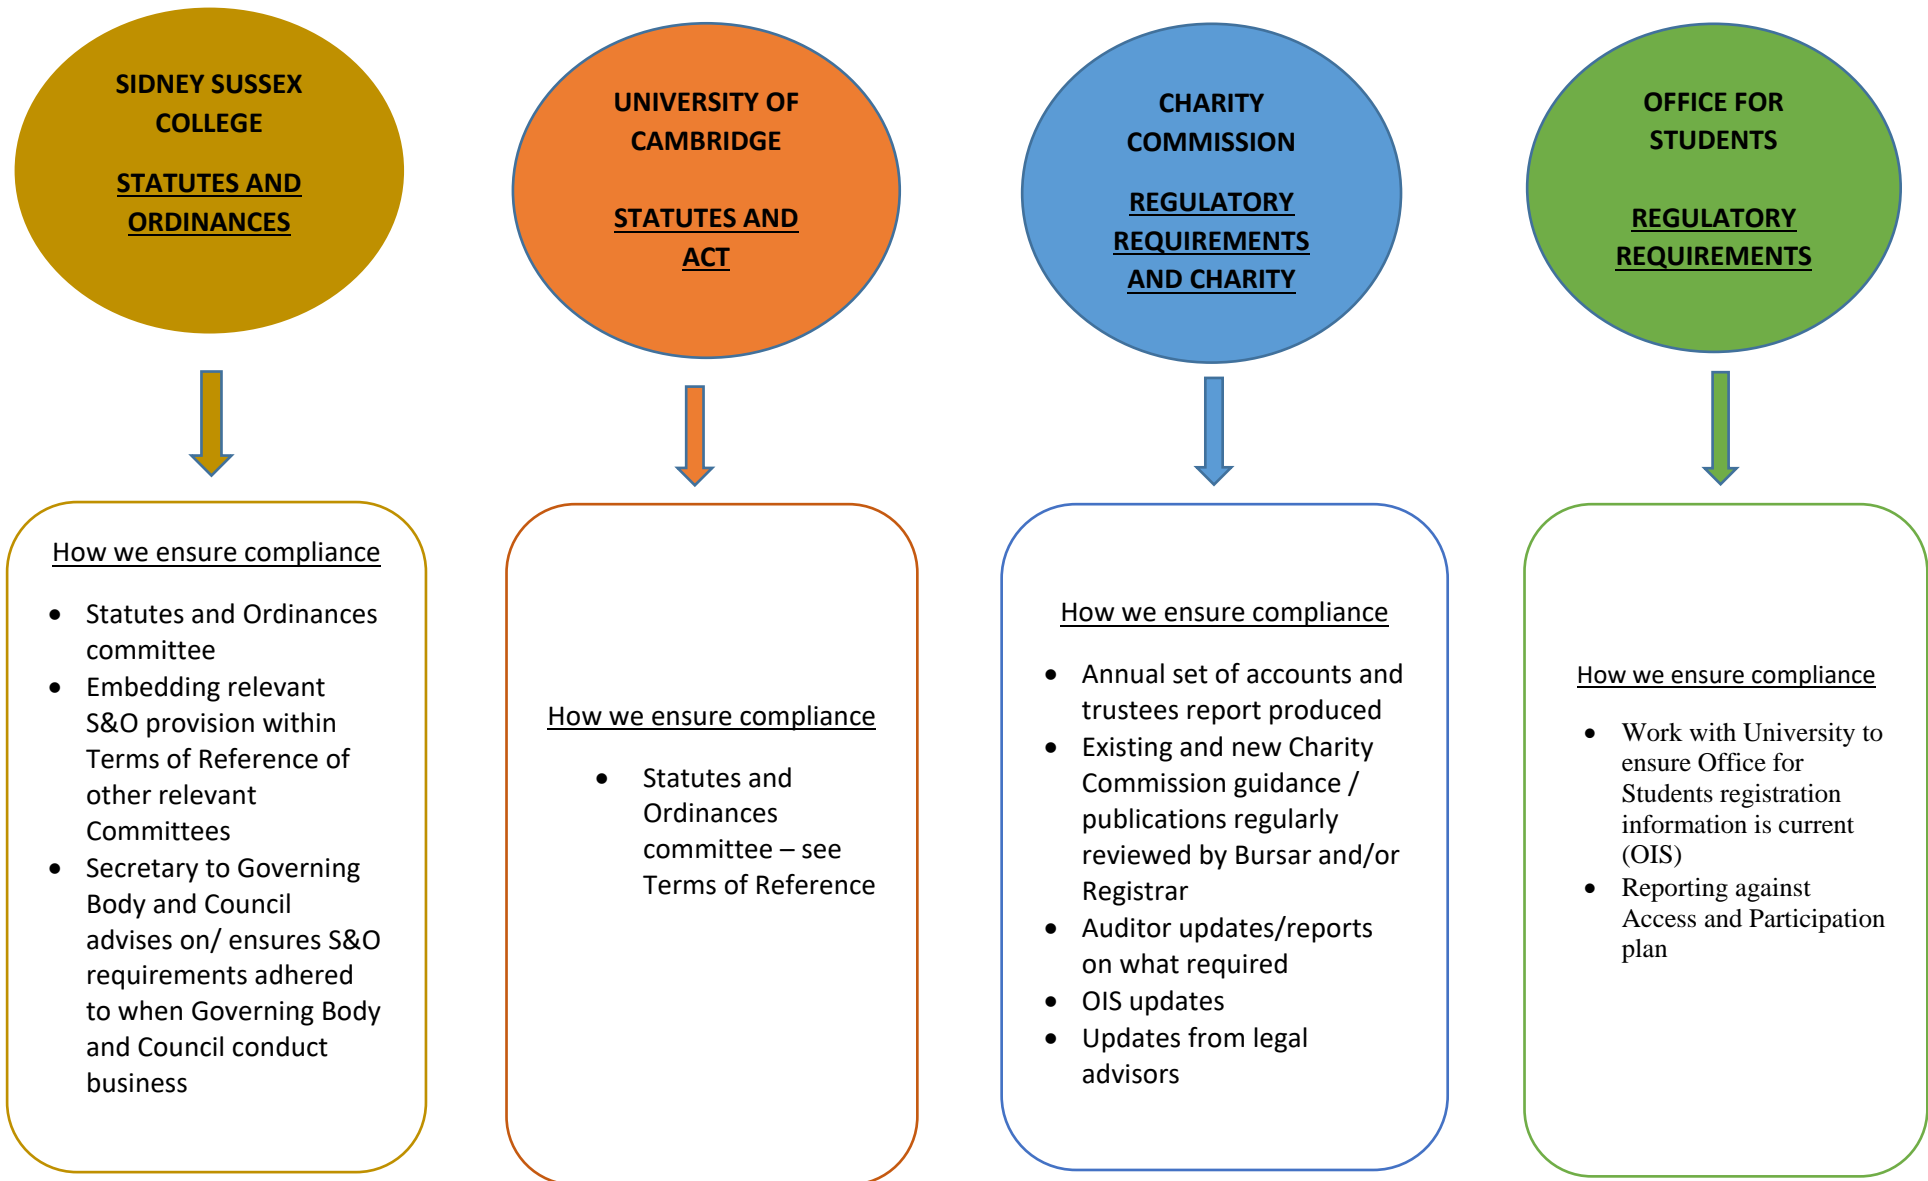 SIDNEY SUSSEX
COLLEGE
STATUTES AND
ORDINANCES
How we ensure compliance
• Statutes and Ordinances
committee
• Embedding relevant
S&O provision within
Terms of Reference of
other relevant
Committees
• Secretary to Governing
Body and Council
advises on/ ensures S&O
requirements adhered
to when Governing Body
and Council conduct
business
UNIVERSITY OF
CAMBRIDGE
STATUTES AND
ACT
How we ensure compliance
• Statutes and
Ordinances
committee – see
Terms of Reference
CHARITY
COMMISSION
REGULATORY
REQUIREMENTS
AND CHARITY
How we ensure compliance
• Annual set of accounts and
trustees report produced
• Existing and new Charity
Commission guidance /
publications regularly
reviewed by Bursar and/or
Registrar
• Auditor updates/reports
on what required
• OIS updates
• Updates from legal
advisors
OFFICE FOR
STUDENTS
REGULATORY
REQUIREMENTS
How we ensure compliance
• Work with University to
ensure Office for
Students registration
information is current
(OIS)
• Reporting against
Access and Participation
plan